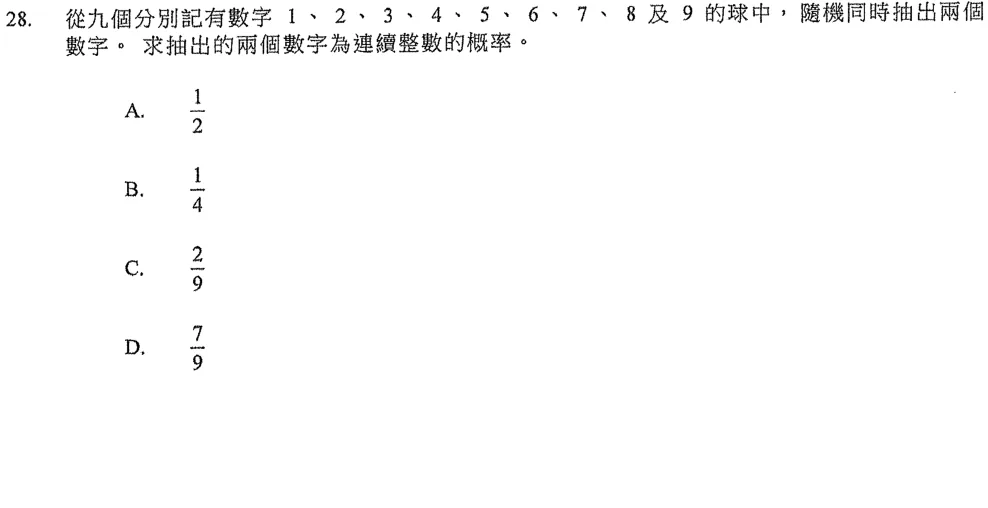 28. 從九個分別記有數字 1、2、3、4、5、6、7、8 及 9 的球中，隨機同時抽出兩個
數字。 求抽出的兩個數字為連續整數的概率。
A. 1/2
B. 1/4
C. 2/9
D. 7/9